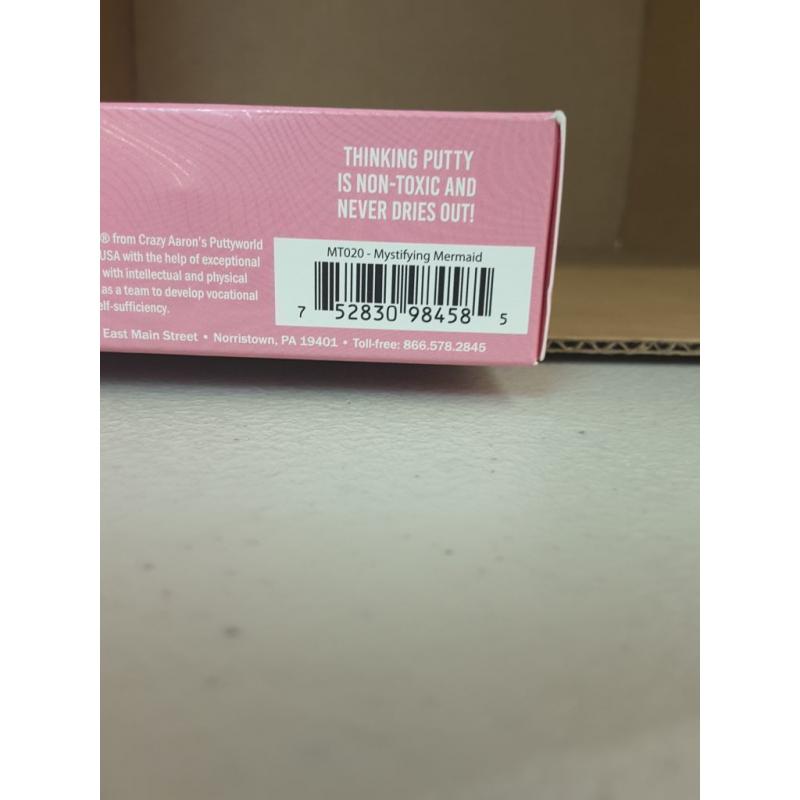 THINKING PUTTY
IS NON-TOXIC AND
NEVER DRIES OUT!
® from Crazy Aaron's Puttyworld
USA with the help of exceptional
with intellectual and physical
as a team to develop vocational
elf-sufficiency.
East Main Street • Norristown, PA 19401 • Toll-free: 866.578.2845
MT020 - Mystifying Mermaid
7 52830 98458 5